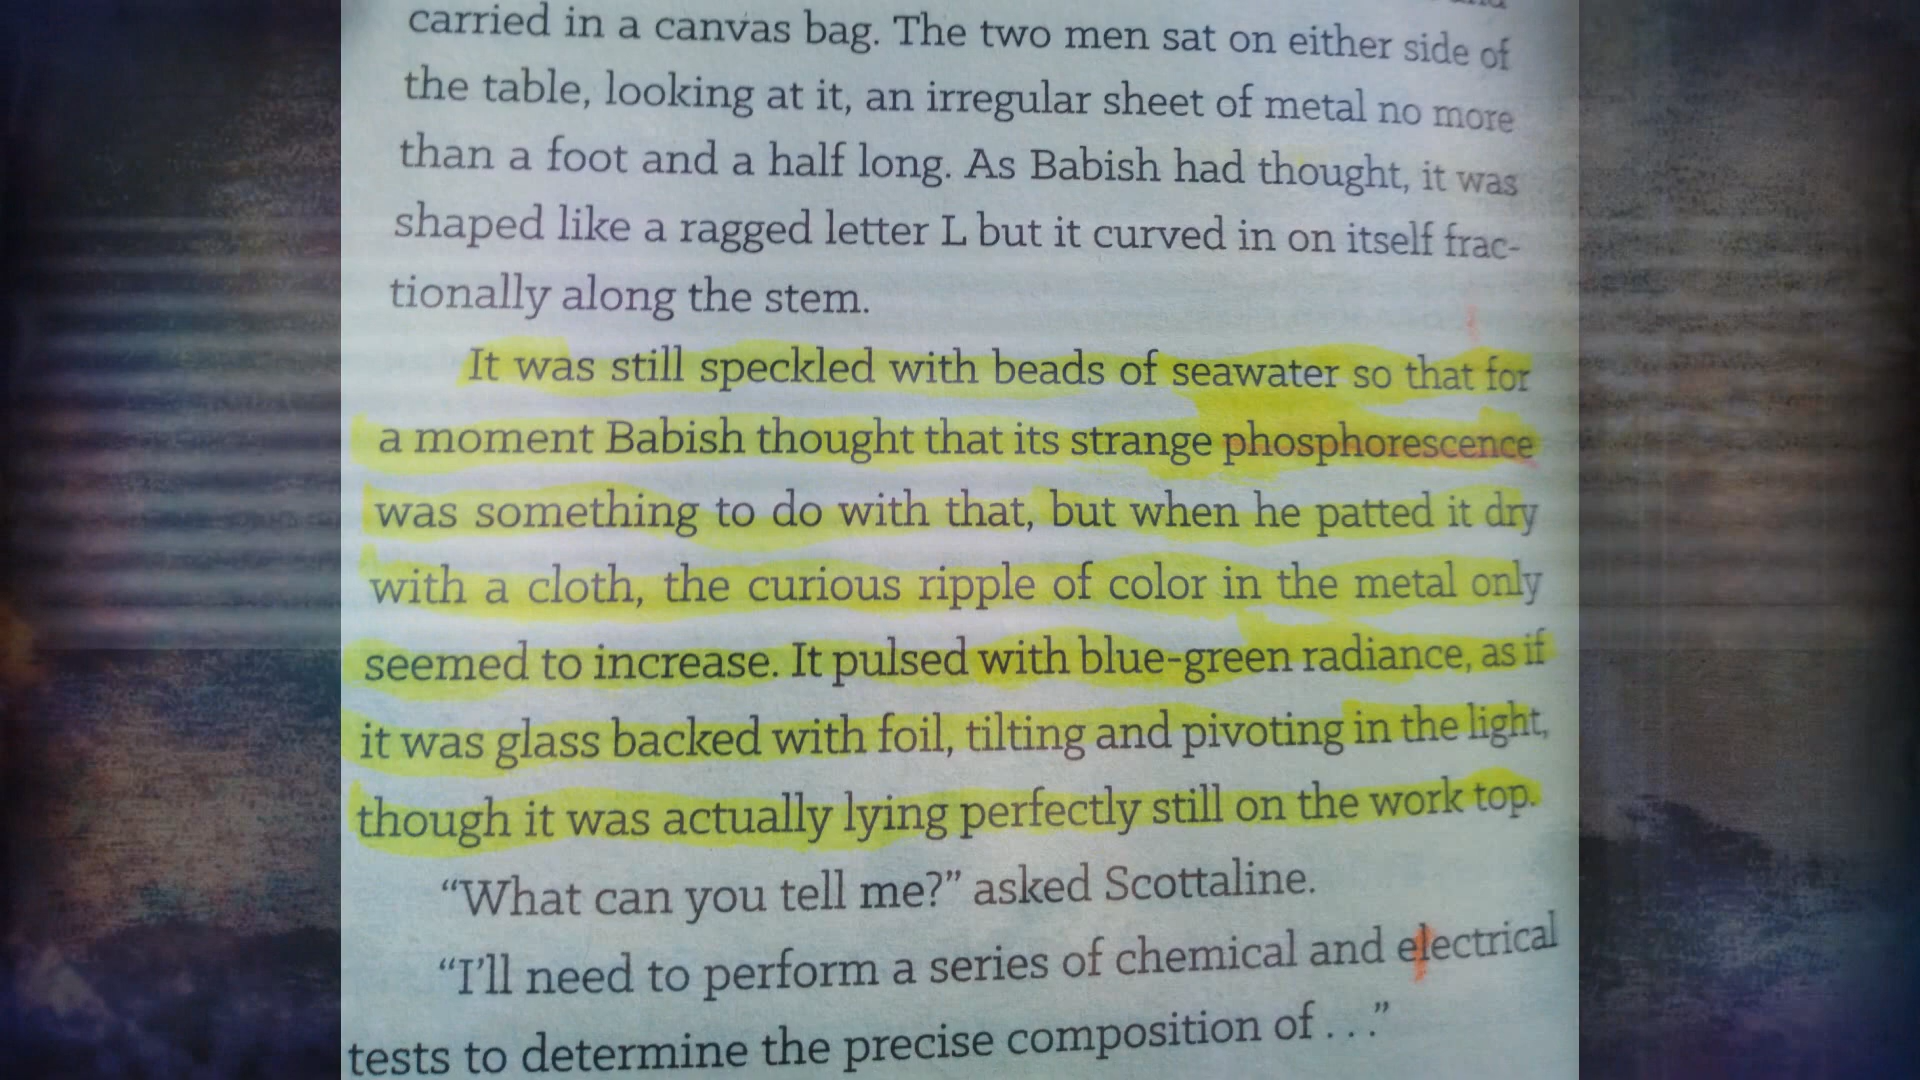 carried in a canvas bag. The two men sat on either side of
the table, looking at it, an irregular sheet of metal no more
than a foot and a half long. As Babish had thought, it was
shaped like a ragged letter L but it curved in on itself frac-
tionally along the stem.
It was still speckled with beads of seawater so that for
a moment Babish thought that its strange phosphorescence
was something to do with that, but when he patted it dry
with a cloth, the curious ripple of color in the metal only
seemed to increase. It pulsed with blue-green radiance, as if
it was glass backed with foil, tilting and pivoting in the light,
though it was actually lying perfectly still on the work top.
“What can you tell me?” asked Scottaline.
“I’ll need to perform a series of chemical and electrical
tests to determine the precise composition of . . .”